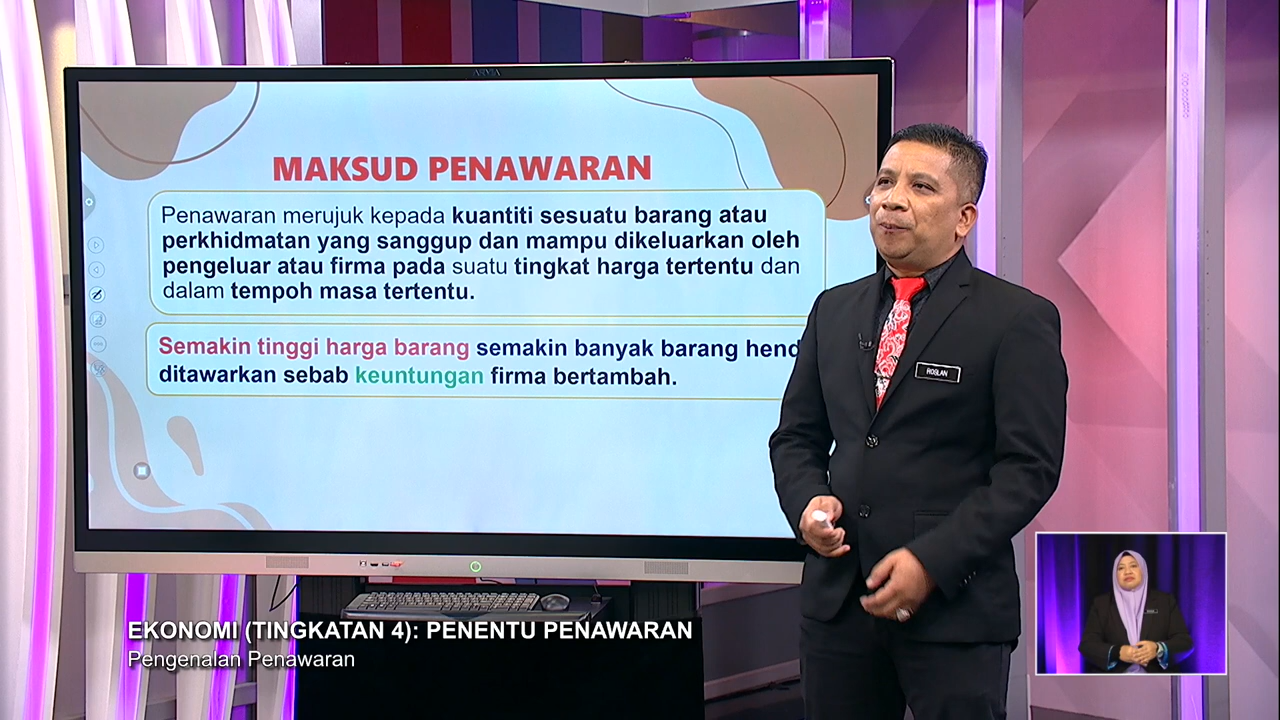 MAKSUD PENAWARAN
Penawaran merujuk kepada kuantiti sesuatu barang atau
perkhidmatan yang sanggup dan mampu dikeluarkan oleh
pengeluar atau firma pada suatu tingkat harga tertentu dan
dalam tempoh masa tertentu.
Semakin tinggi harga barang semakin banyak barang hend
ditawarkan sebab keuntungan firma bertambah.
ROSLAN
EKONOMI (TINGKATAN 4): PENENTU PENAWARAN
Pengenalan Penawaran